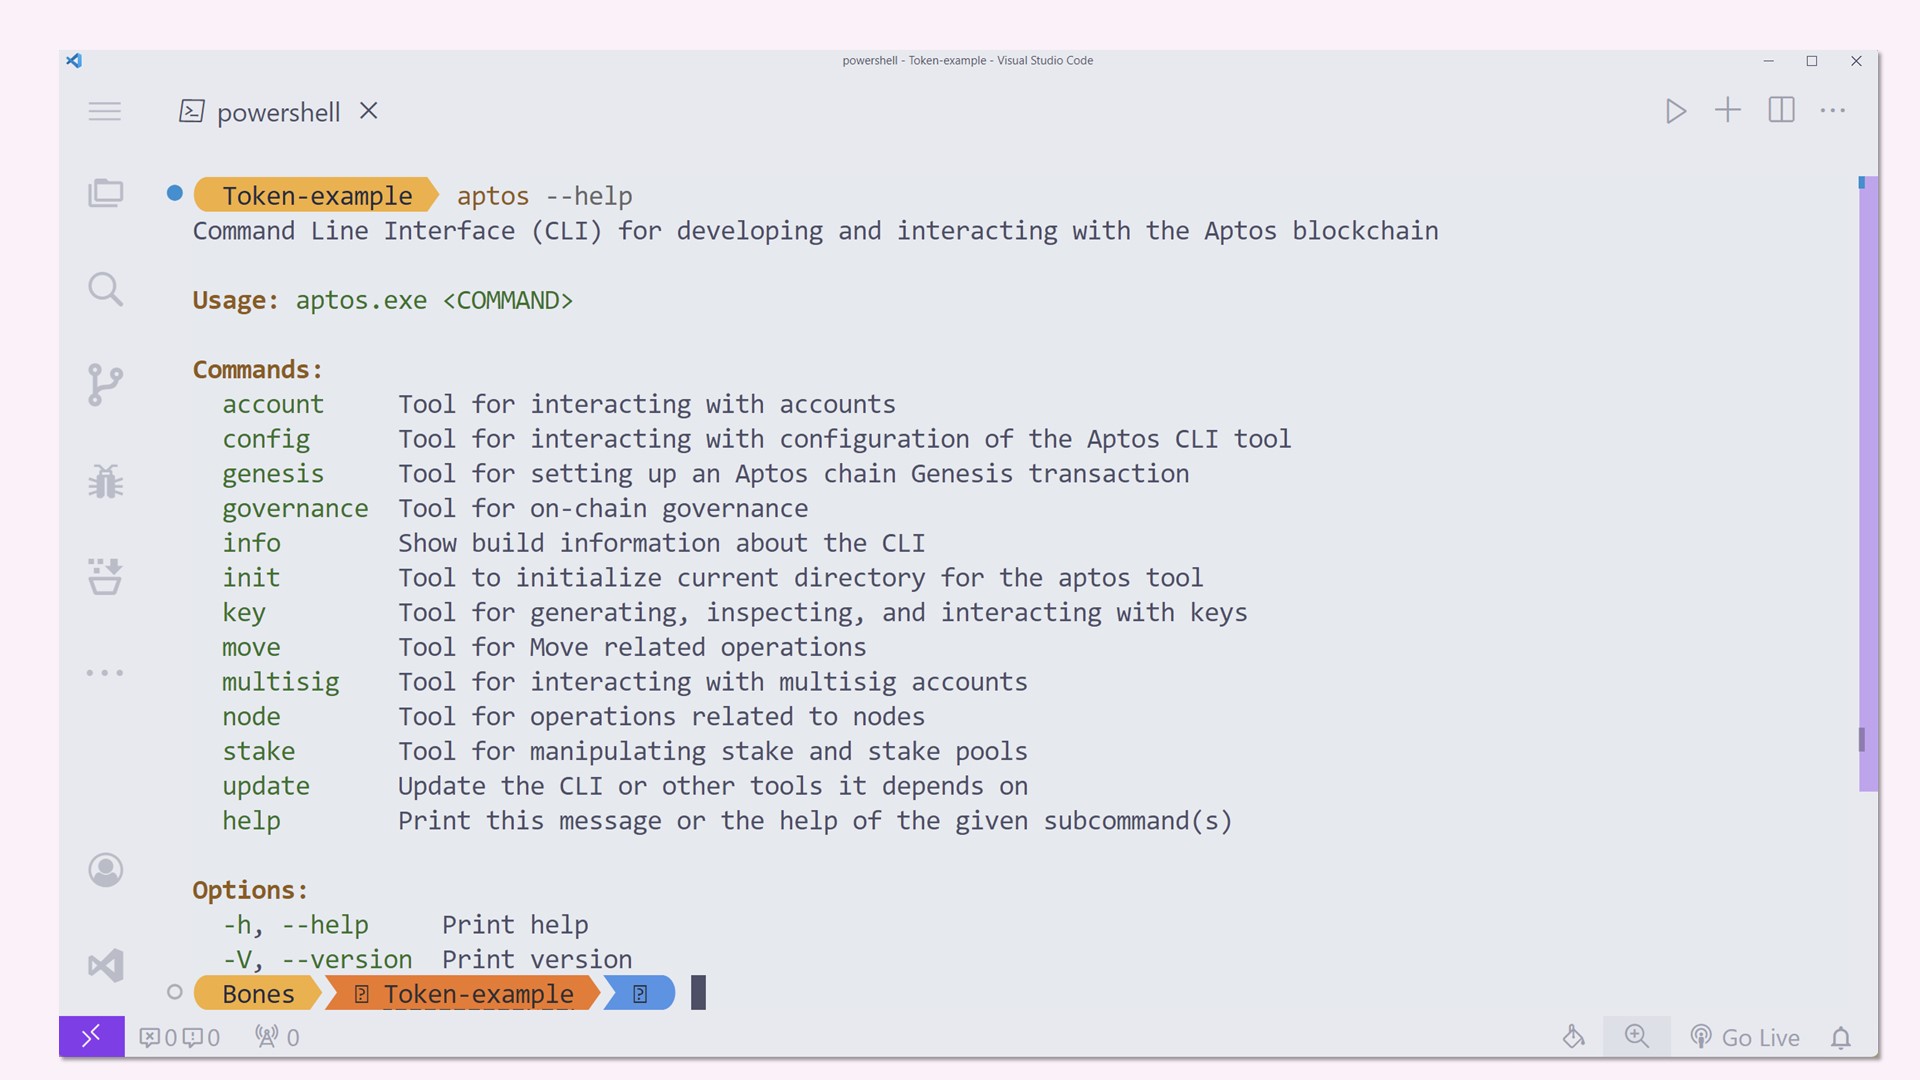 powershell - Token-example - Visual Studio Code
powershell
Token-example aptos --help
Command Line Interface (CLI) for developing and interacting with the Aptos blockchain
Usage: aptos.exe <COMMAND>
Commands:
account Tool for interacting with accounts
config Tool for interacting with configuration of the Aptos CLI tool
genesis Tool for setting up an Aptos chain Genesis transaction
governance Tool for on-chain governance
info Show build information about the CLI
init Tool to initialize current directory for the aptos tool
key Tool for generating, inspecting, and interacting with keys
move Tool for Move related operations
multisig Tool for interacting with multisig accounts
node Tool for operations related to nodes
stake Tool for manipulating stake and stake pools
update Update the CLI or other tools it depends on
help Print this message or the help of the given subcommand(s)
Options:
-h, --help Print help
-V, --version Print version
Bones Token-example
0 0 0 Go Live